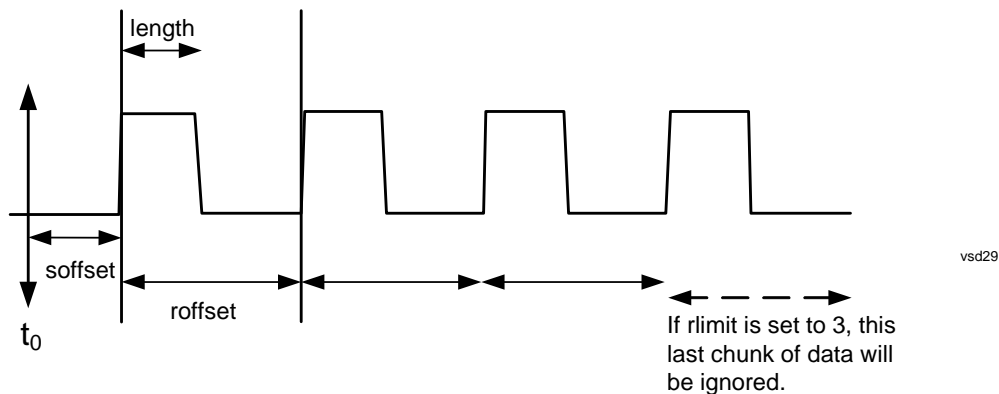 length
soffset
roffset
t₀
vsd29
If rlimit is set to 3, this
last chunk of data will
be ignored.